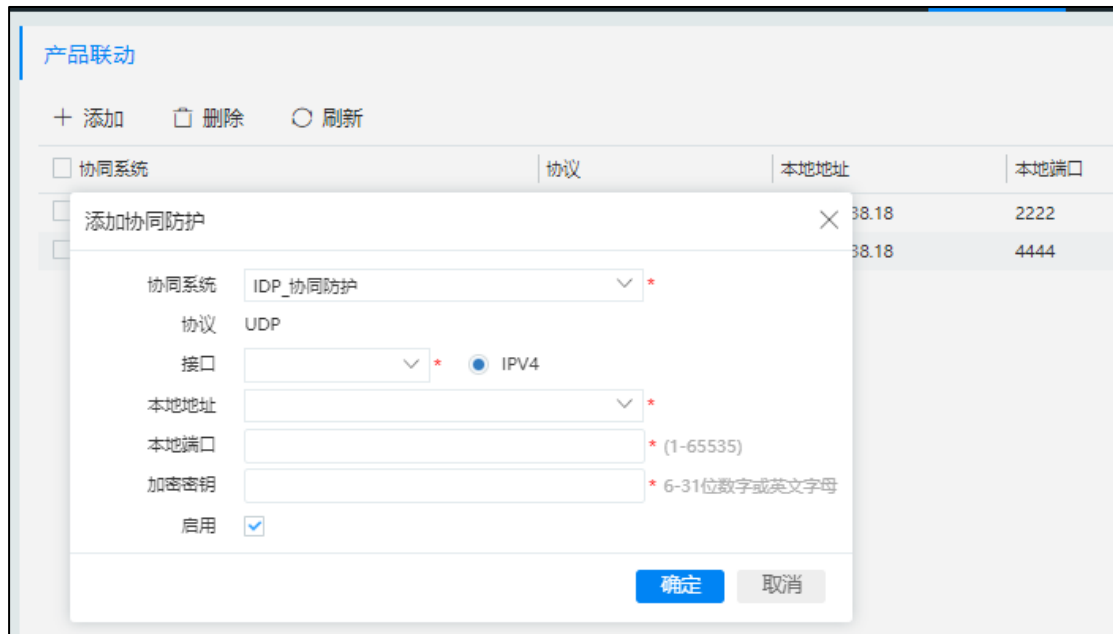 产品联动
添加 删除 刷新
协同系统 协议 本地地址 本地端口
38.18 2222
38.18 4444
添加协同防护
协同系统 IDP_协同防护 *
协议 UDP
接口 * IPV4
本地地址 *
本地端口 * (1-65535)
加密密钥 * 6-31位数字或英文字母
启用
确定 取消